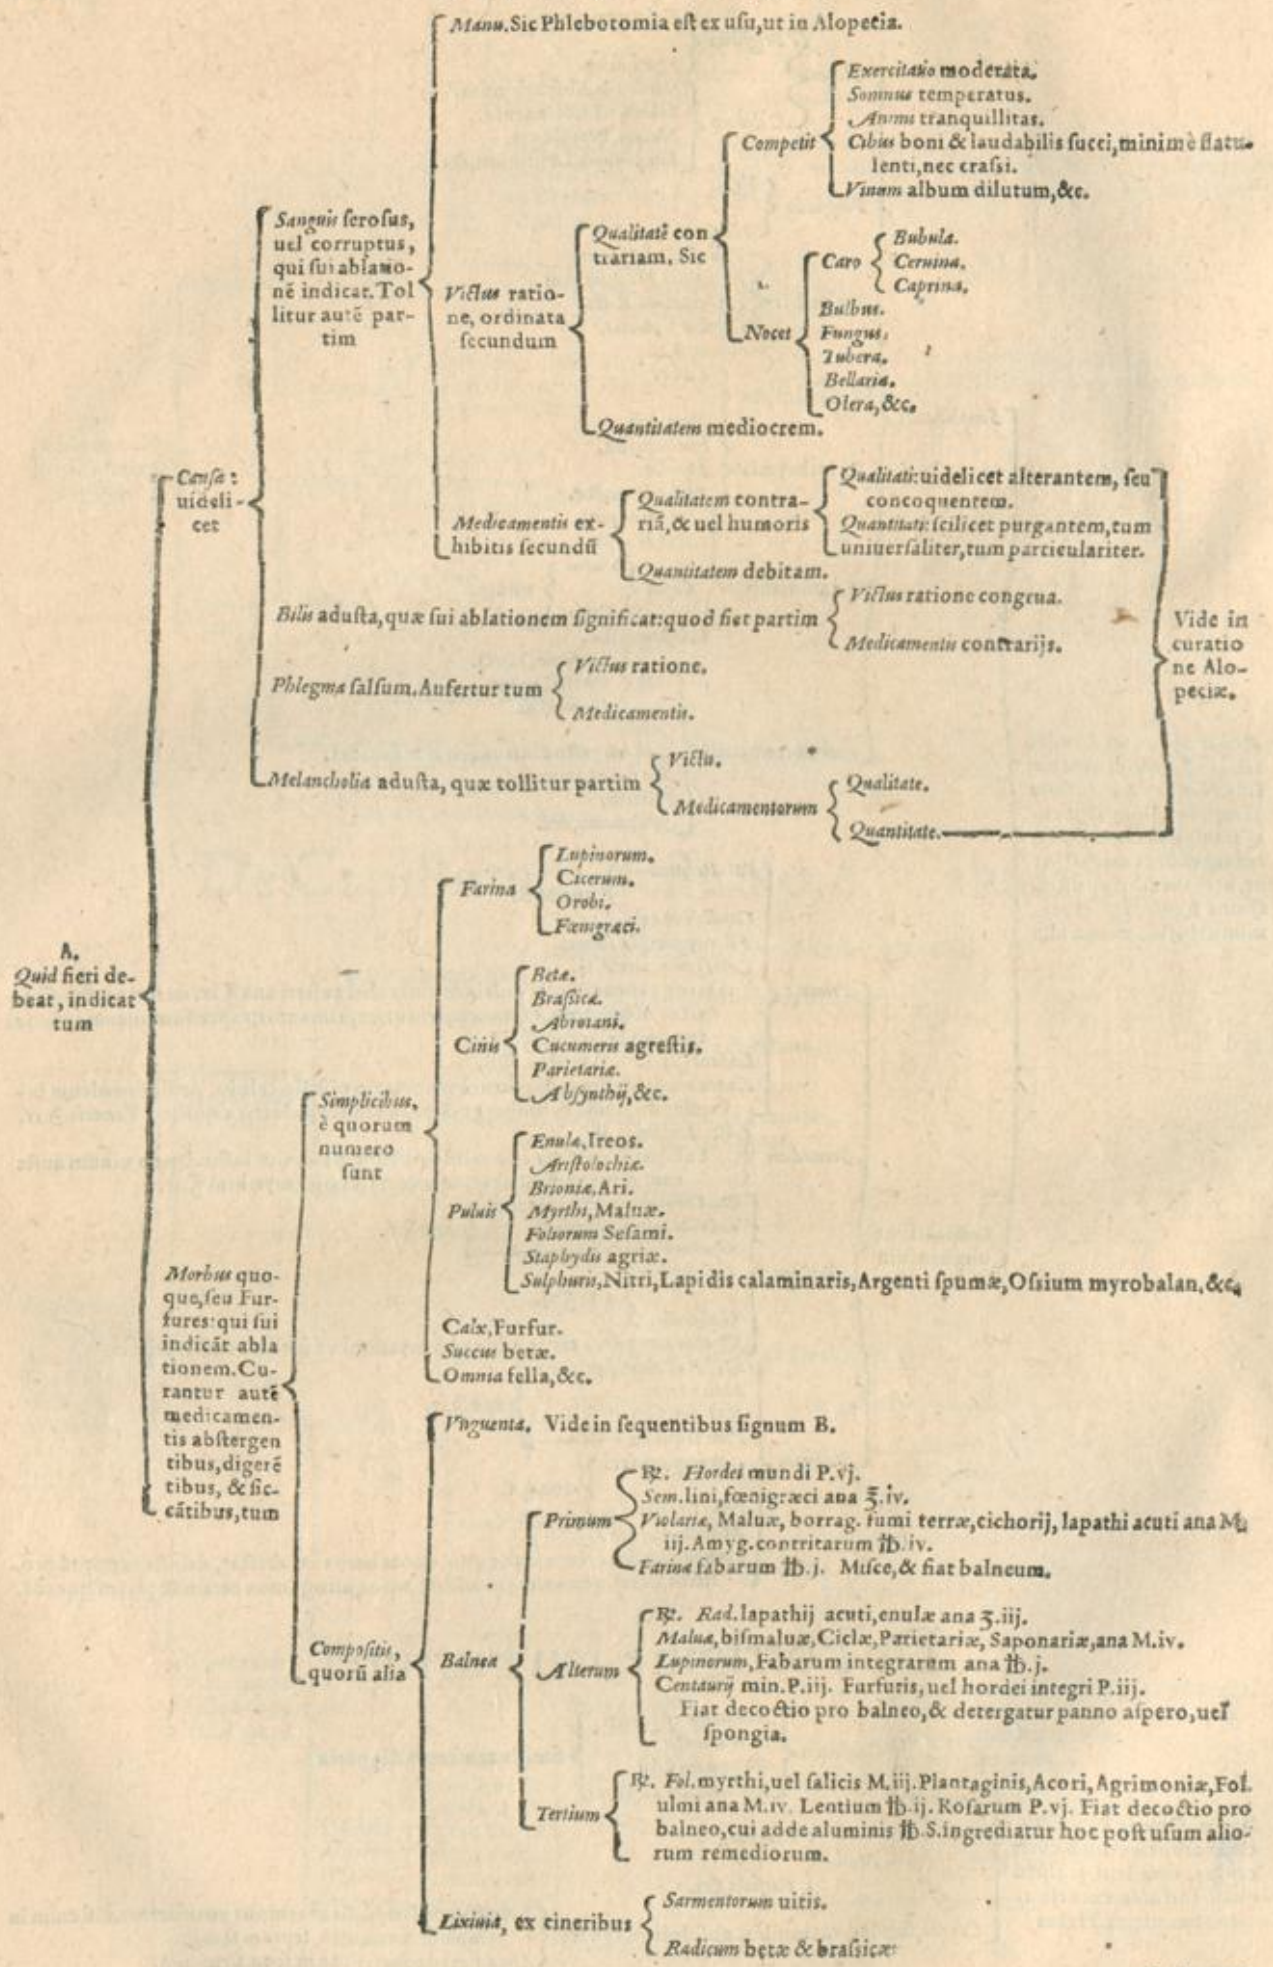 Manu. Sic Phlebotomia eſt ex uſu, ut in Alopecia.
Exercitatio moderata.
Somnus temperatus.
Animi tranquillitas.
Competit
Cibus boni & laudabilis ſucci, minimè flatu-
lenti, nec craſsi.
Vinum album dilutum, &c.
Sanguis ſeroſus,
uel corruptus,
qui ſui ablatio-
nē indicat. Tol
litur autē par-
tim
Victus ratio-
ne, ordinata
ſecundum
Qualitatē con
trariam. Sic
Nocet
Caro
Bubula.
Ceruina.
Caprina.
Bulbus.
Fungus.
Tubera.
Bellaria.
Olera, &c.
Quantitatem mediocrem.
Cauſæ:
uideli-
cet
Medicamentis ex-
hibitis ſecundū
Qualitatem contra-
riā, & uel humoris
Qualitati: uidelicet alterantem, ſeu
concoquentem.
Quantitati: ſcilicet purgantem, tum
uniuerſaliter, tum particulariter.
Quantitatem debitam.
Bilis aduſta, quæ ſui ablationem ſignificat: quod fiet partim
Victus ratione congrua.
Medicamentis contrarijs.
Vide in
curatio
ne Alo-
peciæ.
Phlegma falſum. Aufertur tum
Victus ratione.
Medicamentis.
Melancholia aduſta, quæ tollitur partim
Victu.
Medicamentorum
Qualitate.
Quantitate.
A.
Quid fieri de-
beat, indicat
tum
Farina
Lupinorum.
Cicerum.
Orobi.
Fœnigræci.
Cinis
Betæ.
Braſsicæ.
Abrotani.
Cucumeris agreſtis.
Parietariæ.
Abſynthij, &c.
Simplicibus,
è quorum
numero
ſunt
Puluis
Enulæ, Ireos.
Ariſtolochiæ.
Brioniæ, Ari.
Myrthi, Maluæ.
Foliorum Seſami.
Staphydis agriæ.
Sulphuris, Nitri, Lapidis calaminaris, Argenti ſpumæ, Oſsium myrobalan. &c.
Calx, Furfur.
Succus betæ.
Omnia fella, &c.
Morbus quo-
que, ſeu Fur-
fures: qui ſui
indicāt abla
tionem. Cu-
rantur autē
medicamen-
tis abſtergen
tibus, digerē
tibus, & ſic-
cātibus, tum
Compoſitis,
quorū alia
Vnguenta. Vide in ſequentibus ſignum B.
Balnea
Primum
℞. Hordei mundi P.vj.
Sem. lini, fœnigræci ana ℥.iv.
Violariæ, Maluæ, borrag. fumi terræ, cichorij, lapathi acuti ana M.
iij. Amyg. contritarum ℔.iv.
Farinæ fabarum ℔.j. Miſce, & fiat balneum.
Alterum
℞. Rad. lapathij acuti, enulæ ana ℥.iij.
Maluæ, biſmaluæ, Ciclæ, Parietariæ, Saponariæ, ana M.iv.
Lupinorum, Fabarum integrarum ana ℔.j.
Centaurij min. P.iij. Furfuris, uel hordei integri P.iij.
Fiat decoctio pro balneo, & detergatur panno aſpero, uel
ſpongia.
Tertium
℞. Fol. myrthi, uel ſalicis M.iij. Plantaginis, Acori, Agrimoniæ, Fol.
ulmi ana M.iv. Lentium ℔.ij. Roſarum P.vj. Fiat decoctio pro
balneo, cui adde aluminis ℔ S. ingrediatur hoc poſt uſum alio-
rum remediorum.
Lixiuia, ex cineribus
Sarmentorum uitis.
Radicum betæ & braſsicæ: